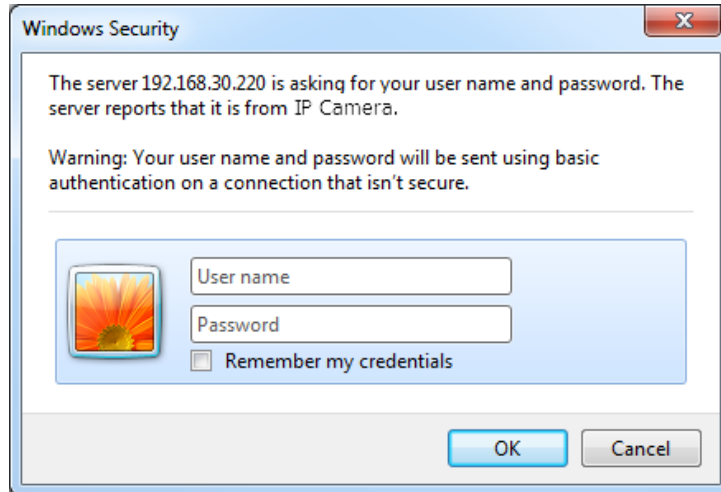 Windows Security
The server 192.168.30.220 is asking for your user name and password. The
server reports that it is from IP Camera.
Warning: Your user name and password will be sent using basic
authentication on a connection that isn't secure.
User name
Password
Remember my credentials
OK
Cancel